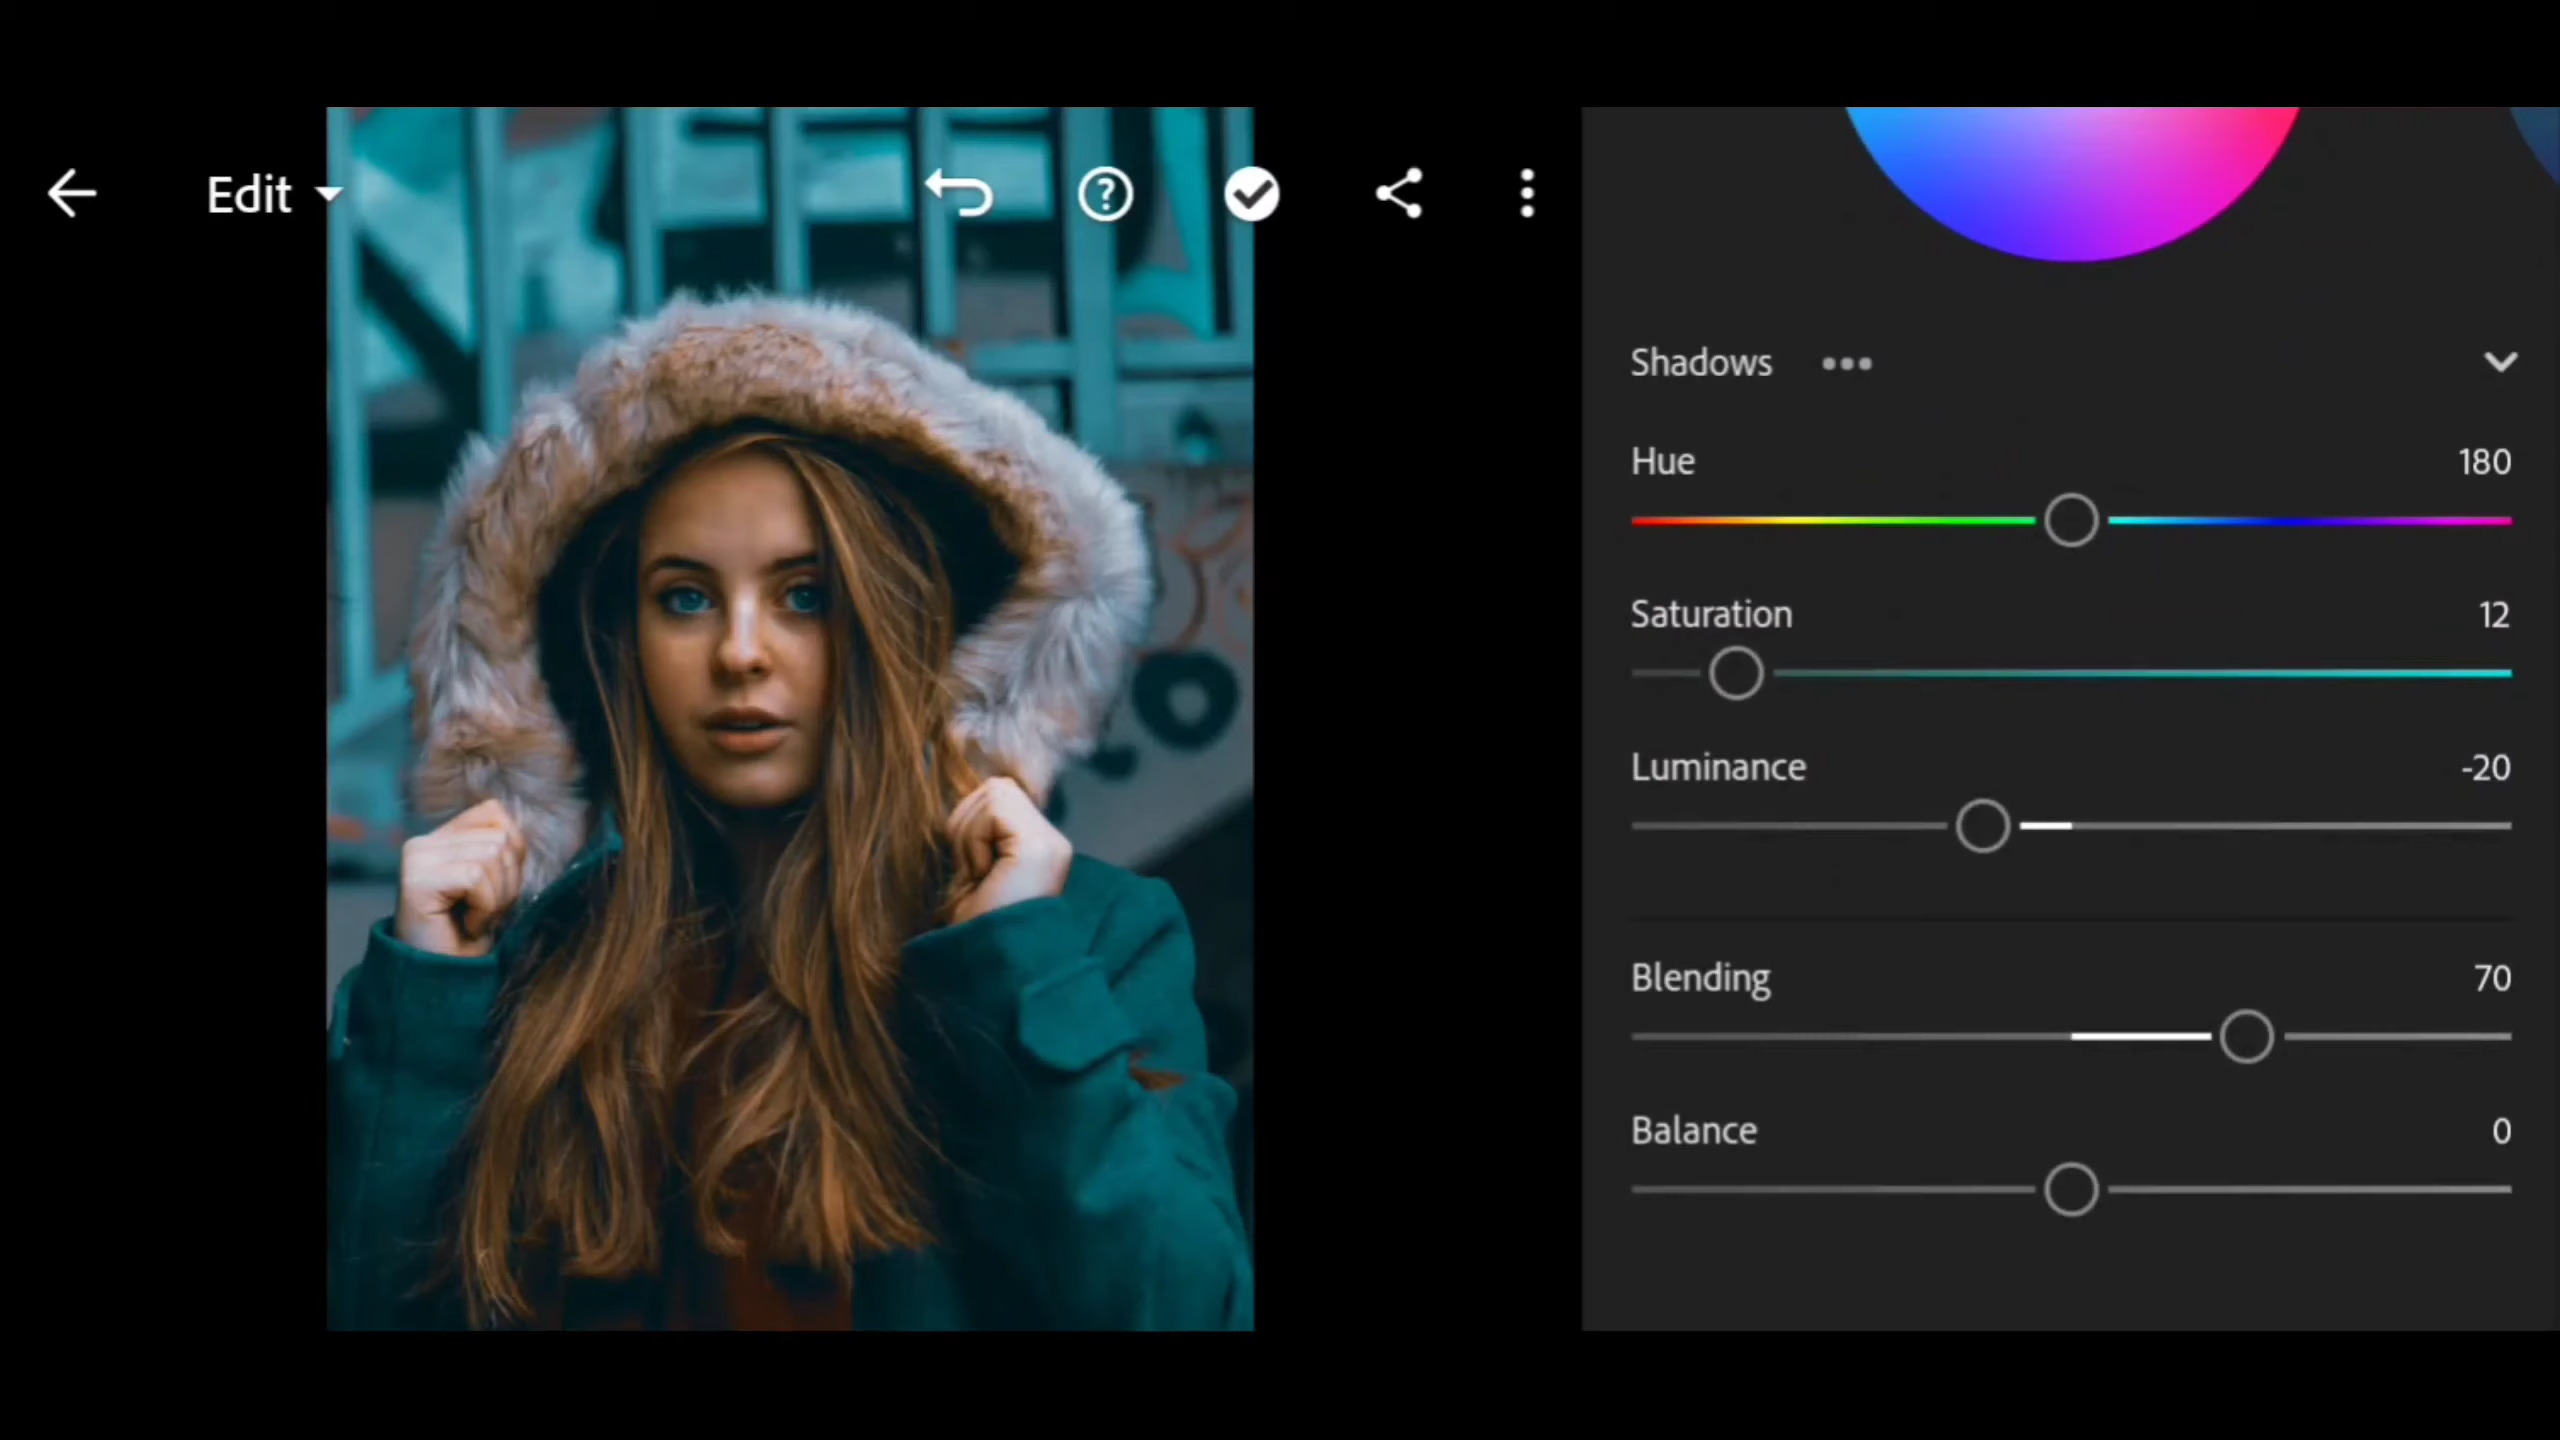 Edit
Shadows
Hue 180
Saturation 12
Luminance -20
Blending 70
Balance 0